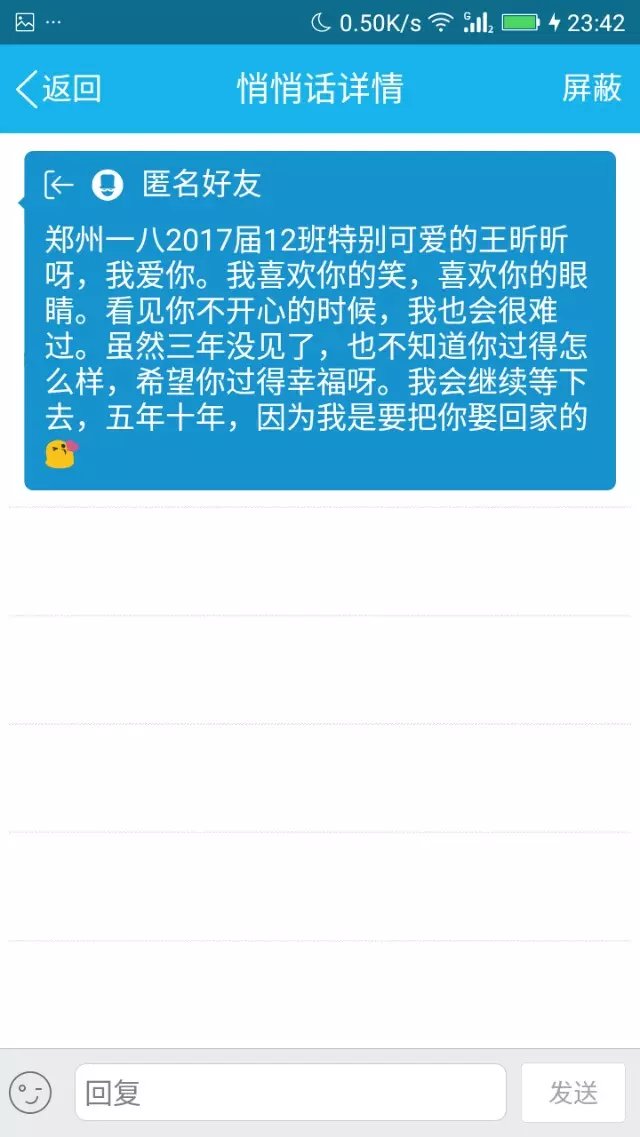 ··· 0.50K/s G 2 23:42
返回 悄悄话详情 屏蔽
匿名好友
郑州一八2017届12班特别可爱的王昕昕
呀，我爱你。我喜欢你的笑，喜欢你的眼
睛。看见你不开心的时候，我也会很难
过。虽然三年没见了，也不知道你过得怎
么样，希望你过得幸福呀。我会继续等下
去，五年十年，因为我是要把你娶回家的
回复 发送